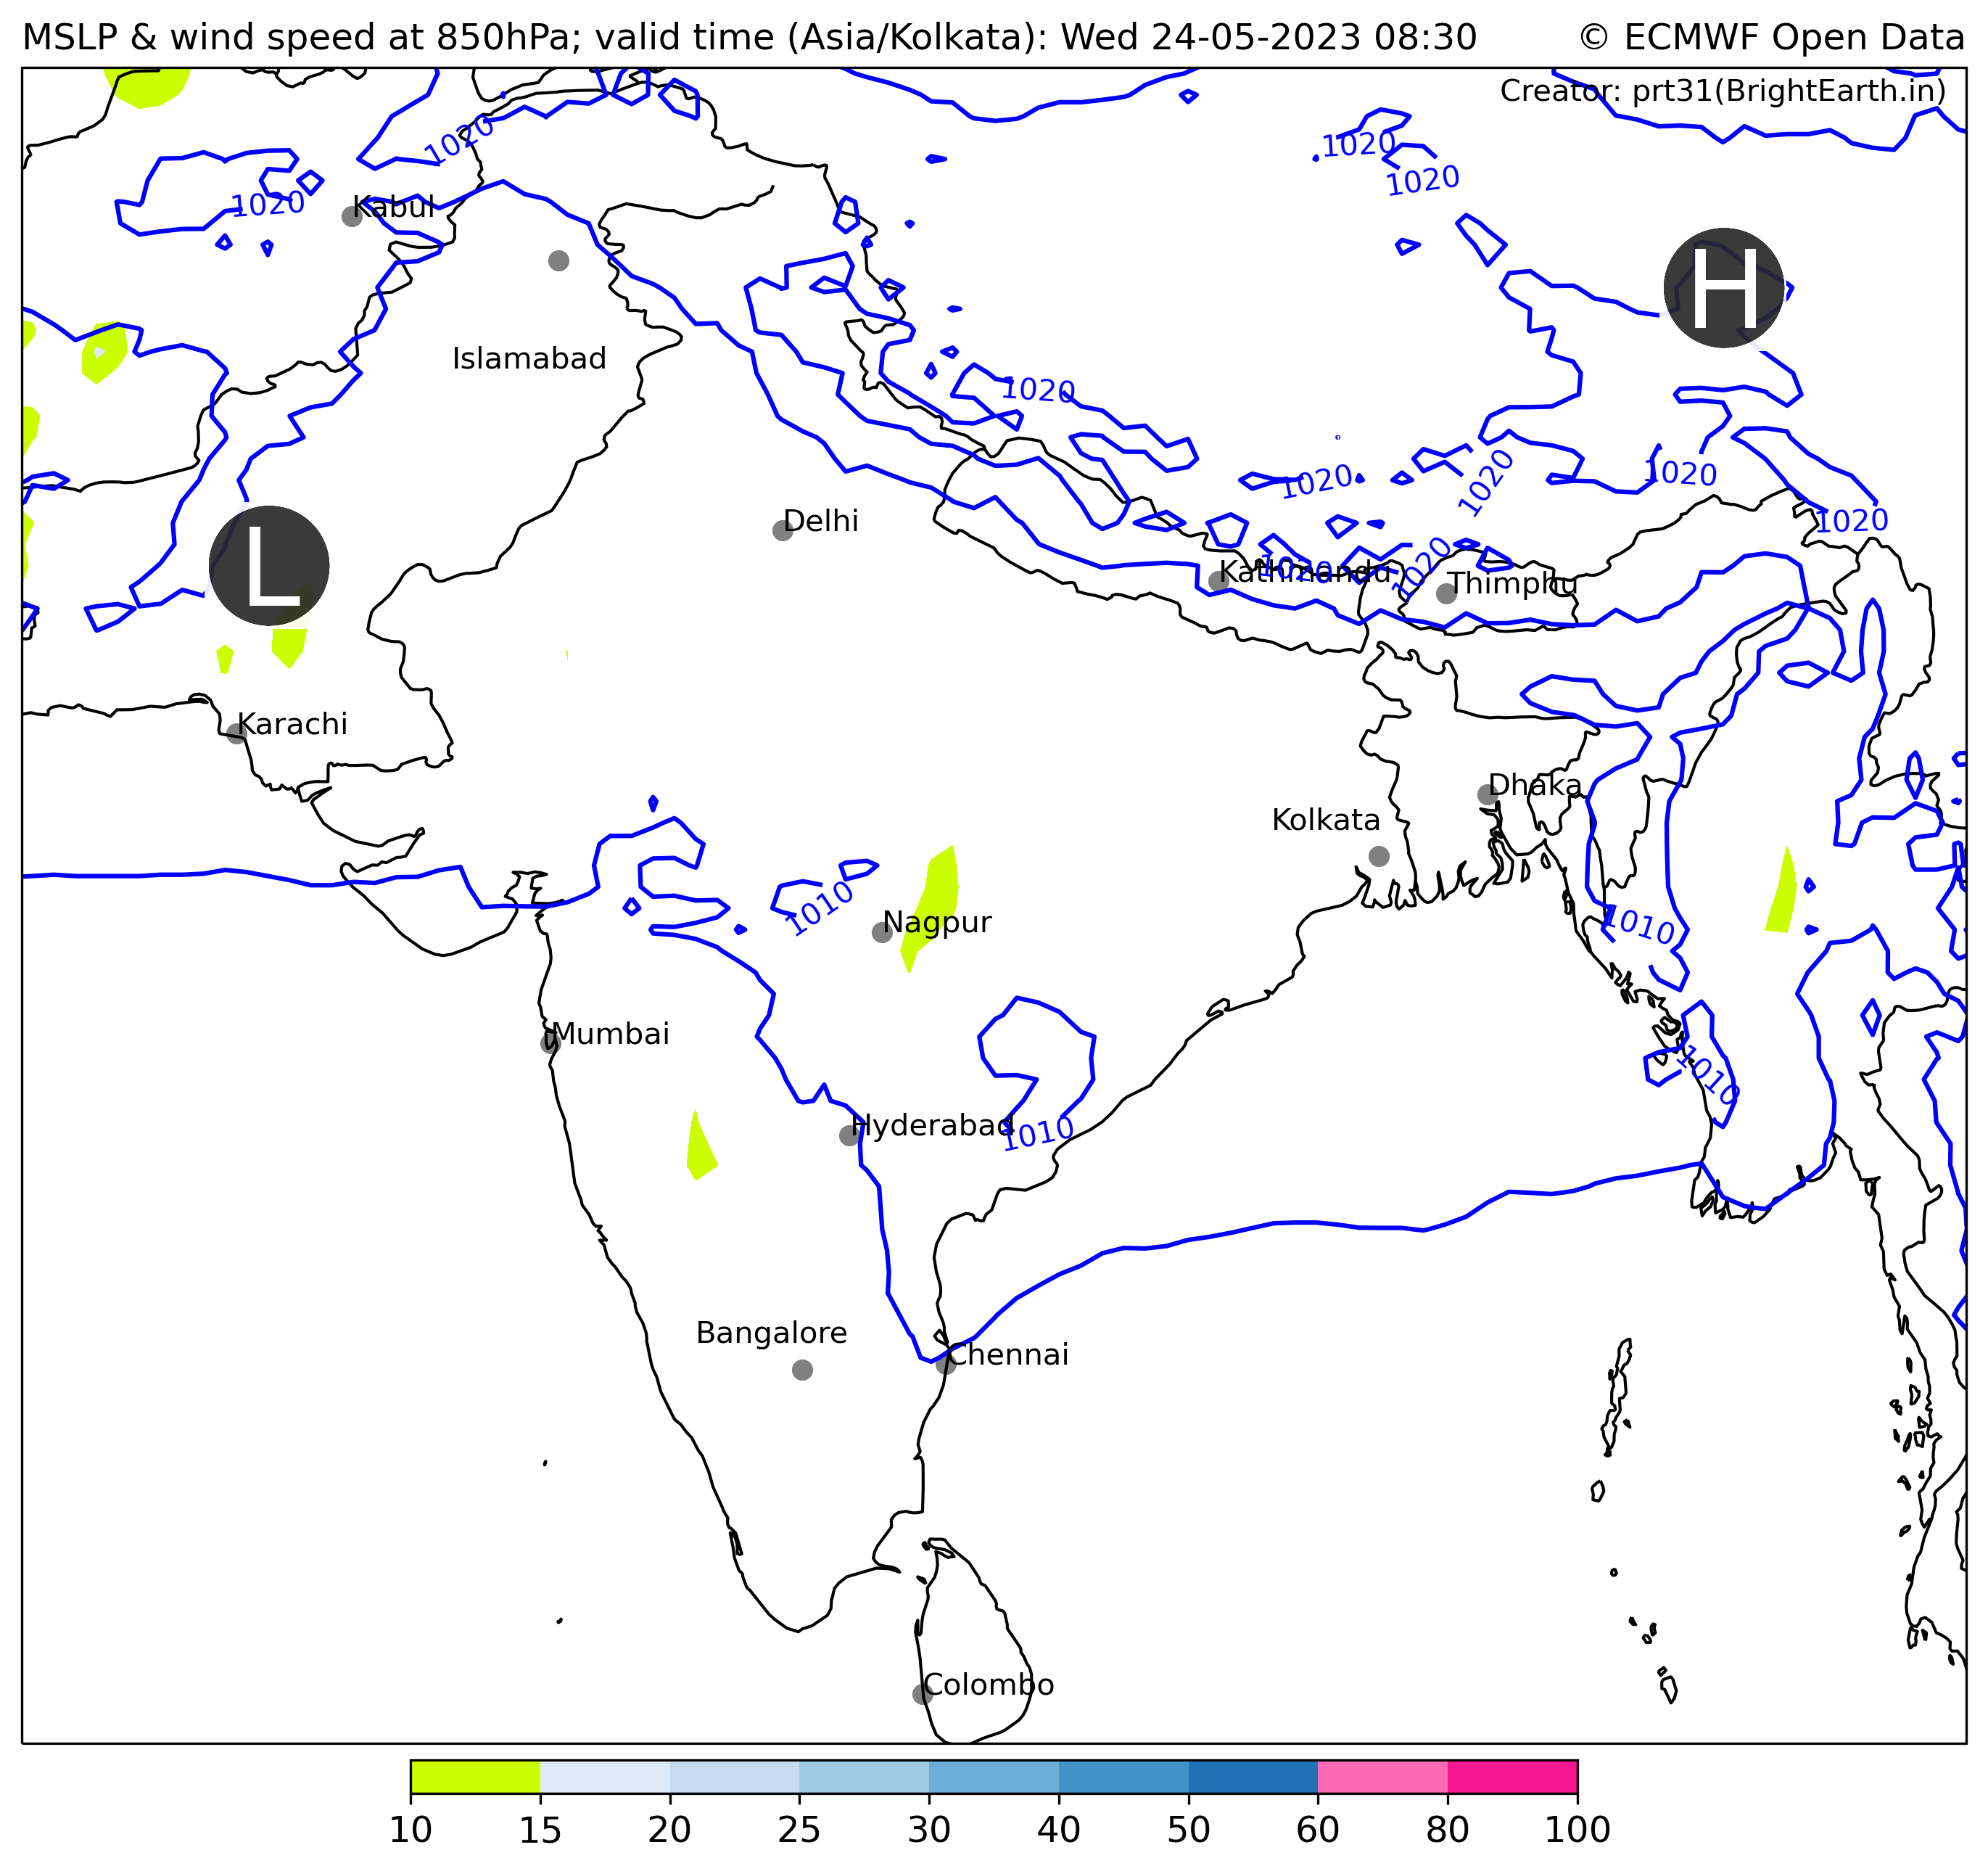 MSLP & wind speed at 850hPa; valid time (Asia/Kolkata): Wed 24-05-2023 08:30
© ECMWF Open Data
Creator: prt31(BrightEarth.in)
1020
1020
1020
1020
Kabul
H
Islamabad
1020
1020
1020
1020
1020
Delhi
L
1020
1020
Kathmandu
Thimphu
Karachi
Dhaka
Kolkata
1010
Nagpur
1010
Mumbai
1010
Hyderabad
1010
Bangalore
Chennai
Colombo
10 15 20 25 30 40 50 60 80 100